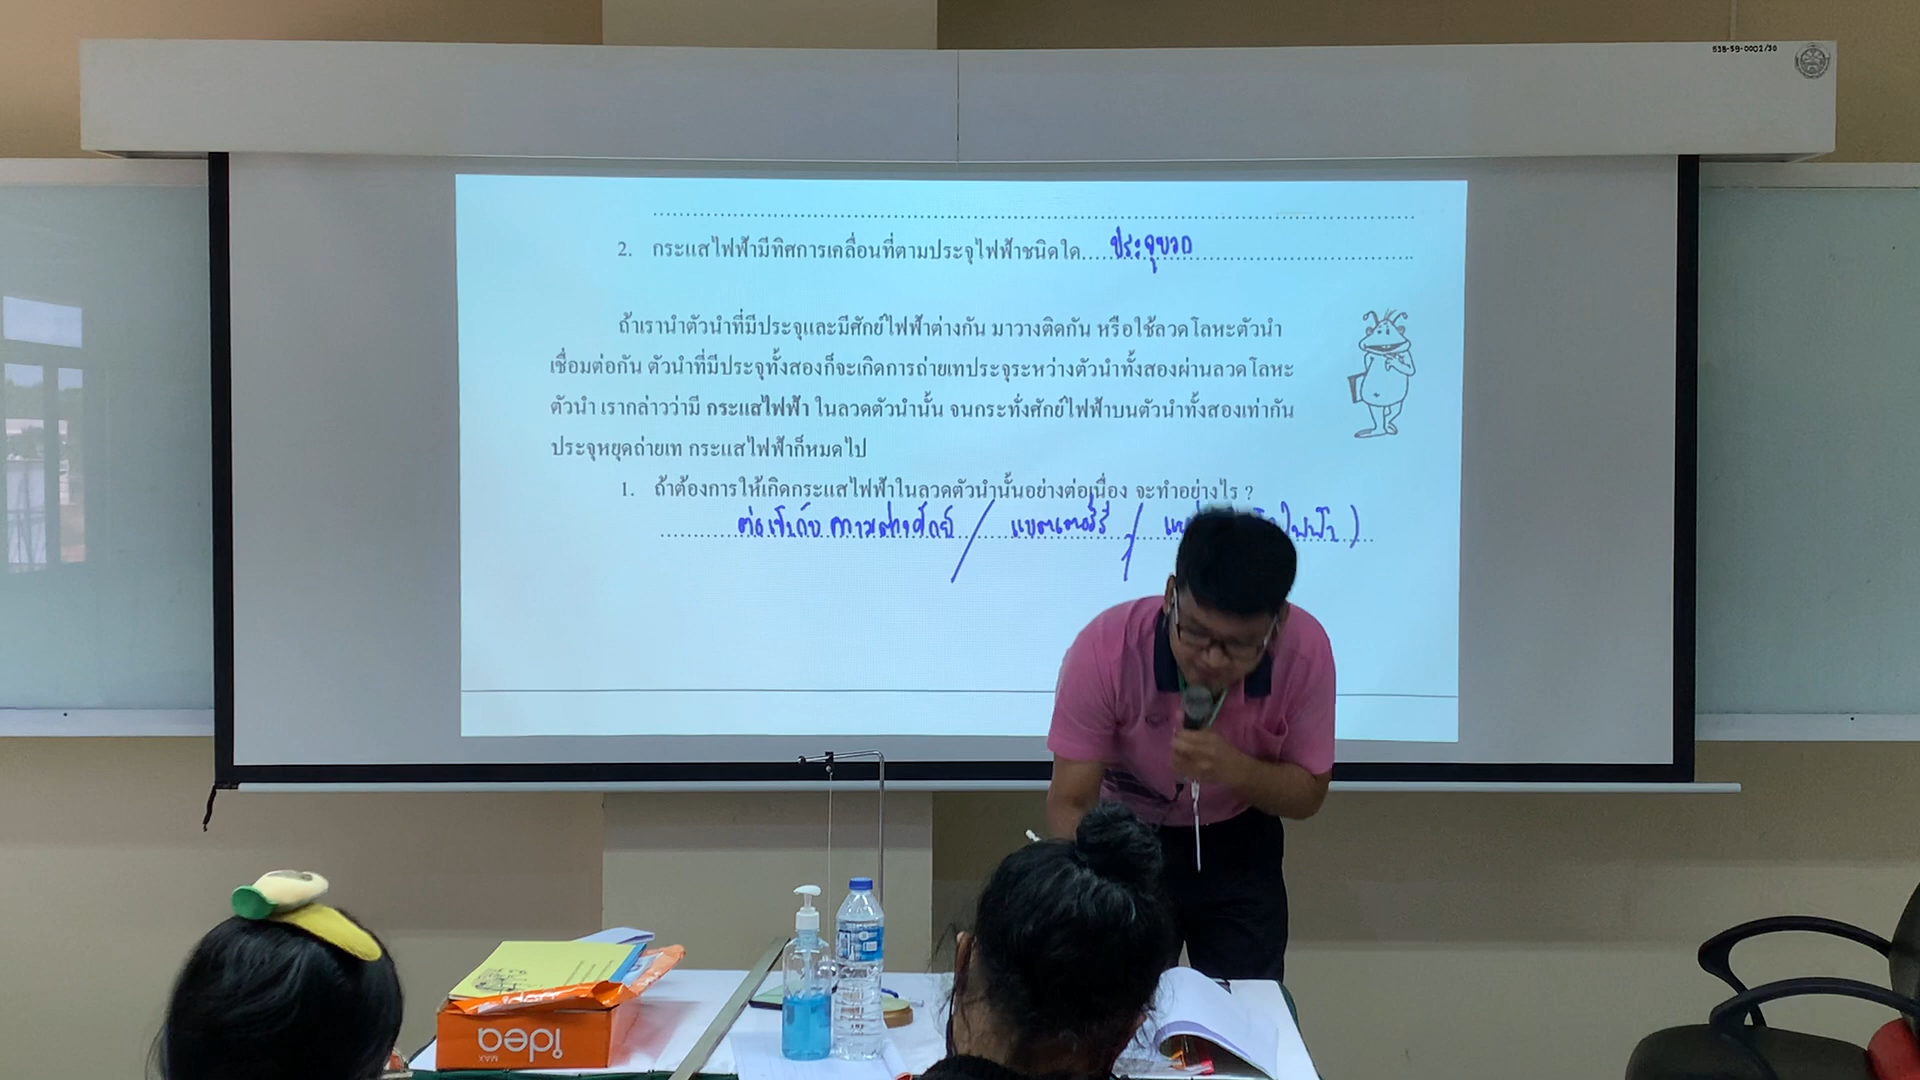 538-59-0002/30
2. กระแสไฟฟ้ามีทิศการเคลื่อนที่ตามประจุไฟฟ้าชนิดใด ประจุบวก
ถ้าเรานำตัวนำที่มีประจุและมีศักย์ไฟฟ้าต่างกัน มาวางติดกัน หรือใช้ลวดโลหะตัวนำ
เชื่อมต่อกัน ตัวนำที่มีประจุทั้งสองก็จะเกิดการถ่ายเทประจุระหว่างตัวนำทั้งสองผ่านลวดโลหะ
ตัวนำ เรากล่าวว่ามี กระแสไฟฟ้า ในลวดตัวนำนั้น จนกระทั่งศักย์ไฟฟ้าบนตัวนำทั้งสองเท่ากัน
ประจุหยุดถ่ายเท กระแสไฟฟ้าก็หมดไป
1. ถ้าต้องการให้เกิดกระแสไฟฟ้าในลวดตัวนำนั้นอย่างต่อเนื่อง จะทำอย่างไร ?
ต่อเข้ากับ ความต่างศักย์ / แบตเตอรี่ / ไฟฟ้า )
idea
MAX